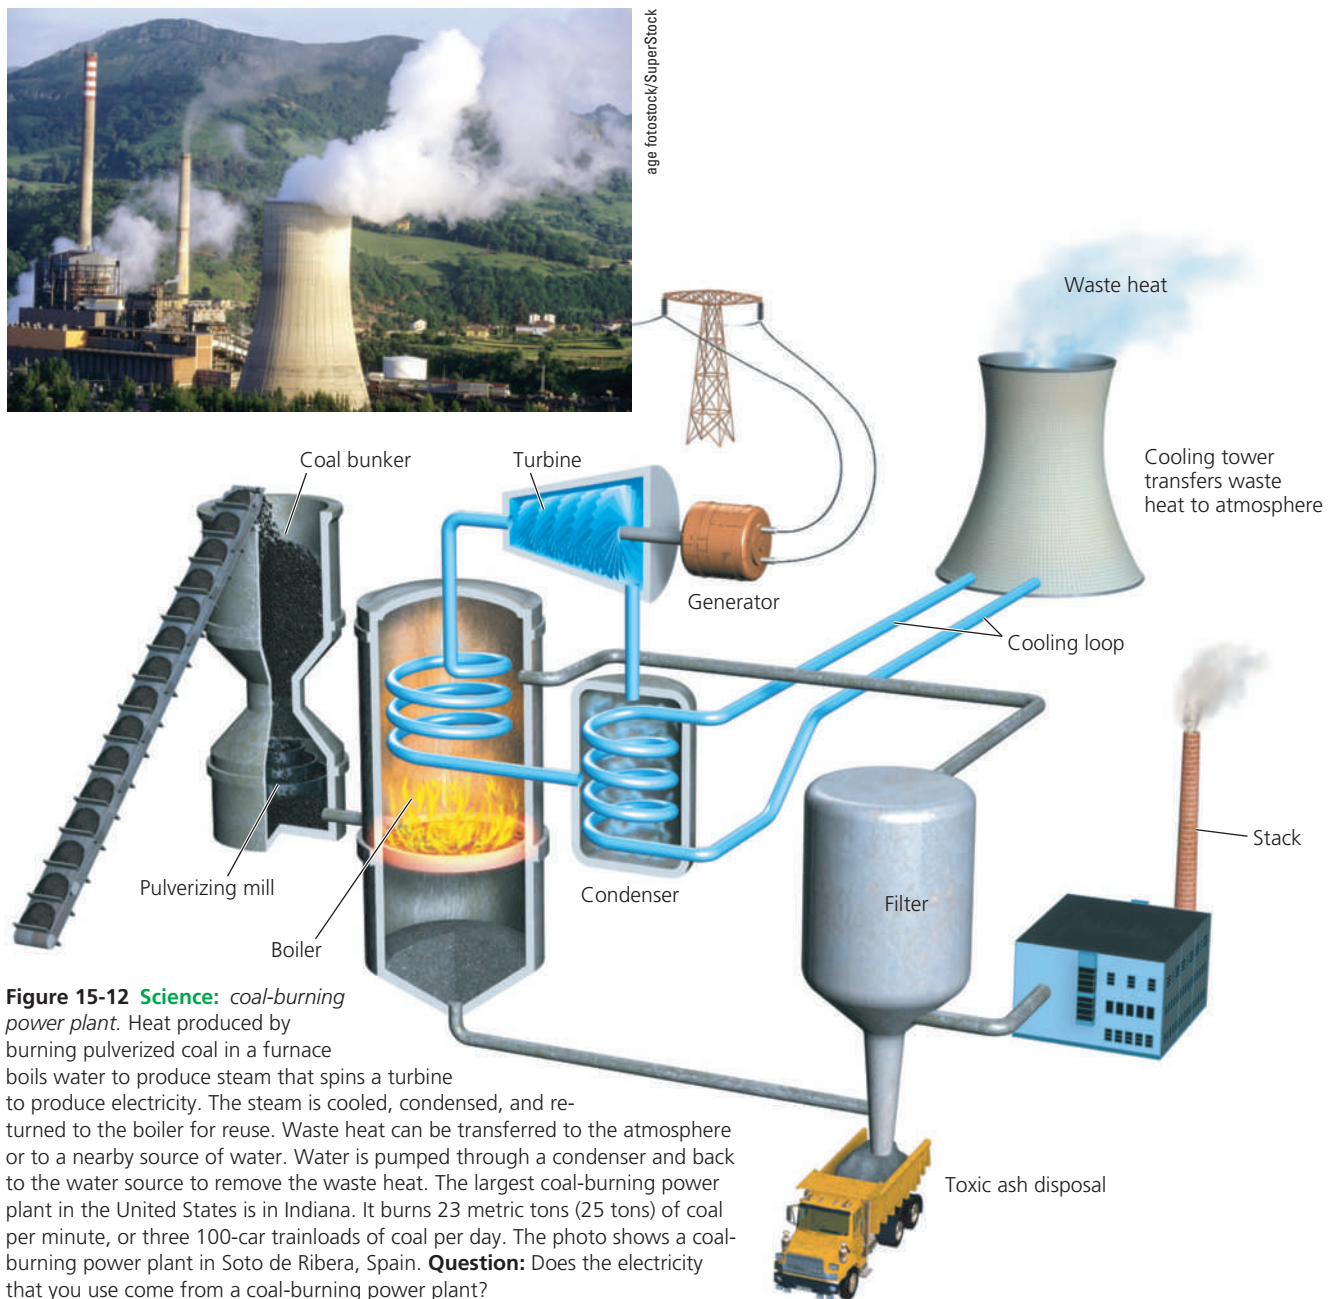 age fotostock/SuperStock
Waste heat
Coal bunker
Turbine
Cooling tower
transfers waste
heat to atmosphere
Generator
Cooling loop
Stack
Pulverizing mill
Condenser
Filter
Boiler
Figure 15-12 Science: coal-burning
power plant. Heat produced by
burning pulverized coal in a furnace
boils water to produce steam that spins a turbine
to produce electricity. The steam is cooled, condensed, and re-
turned to the boiler for reuse. Waste heat can be transferred to the atmosphere
or to a nearby source of water. Water is pumped through a condenser and back
to the water source to remove the waste heat. The largest coal-burning power
plant in the United States is in Indiana. It burns 23 metric tons (25 tons) of coal
per minute, or three 100-car trainloads of coal per day. The photo shows a coal-
burning power plant in Soto de Ribera, Spain. Question: Does the electricity
that you use come from a coal-burning power plant?
Toxic ash disposal